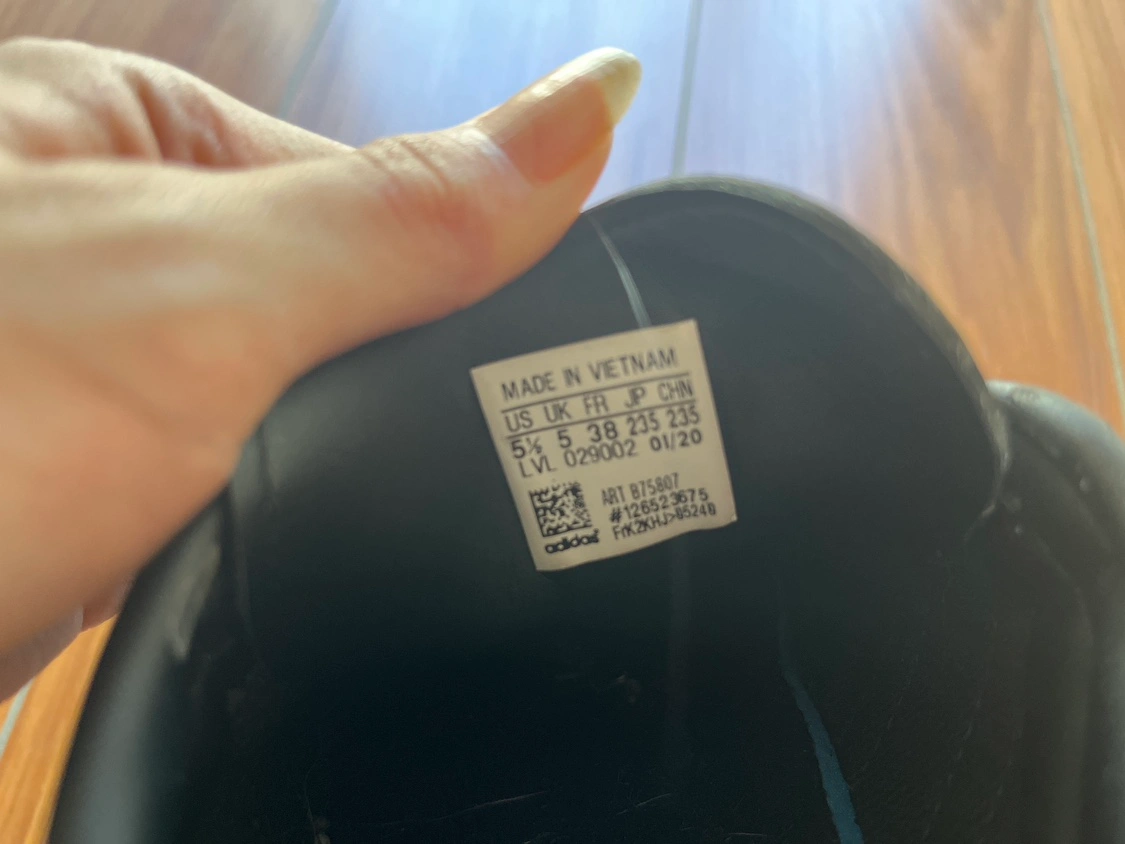 MADE IN VIETNAM
US UK FR JP CHN
5½ 5 38 235 235
LVL 029002 01/20
ART B75807
#126523675
adidas